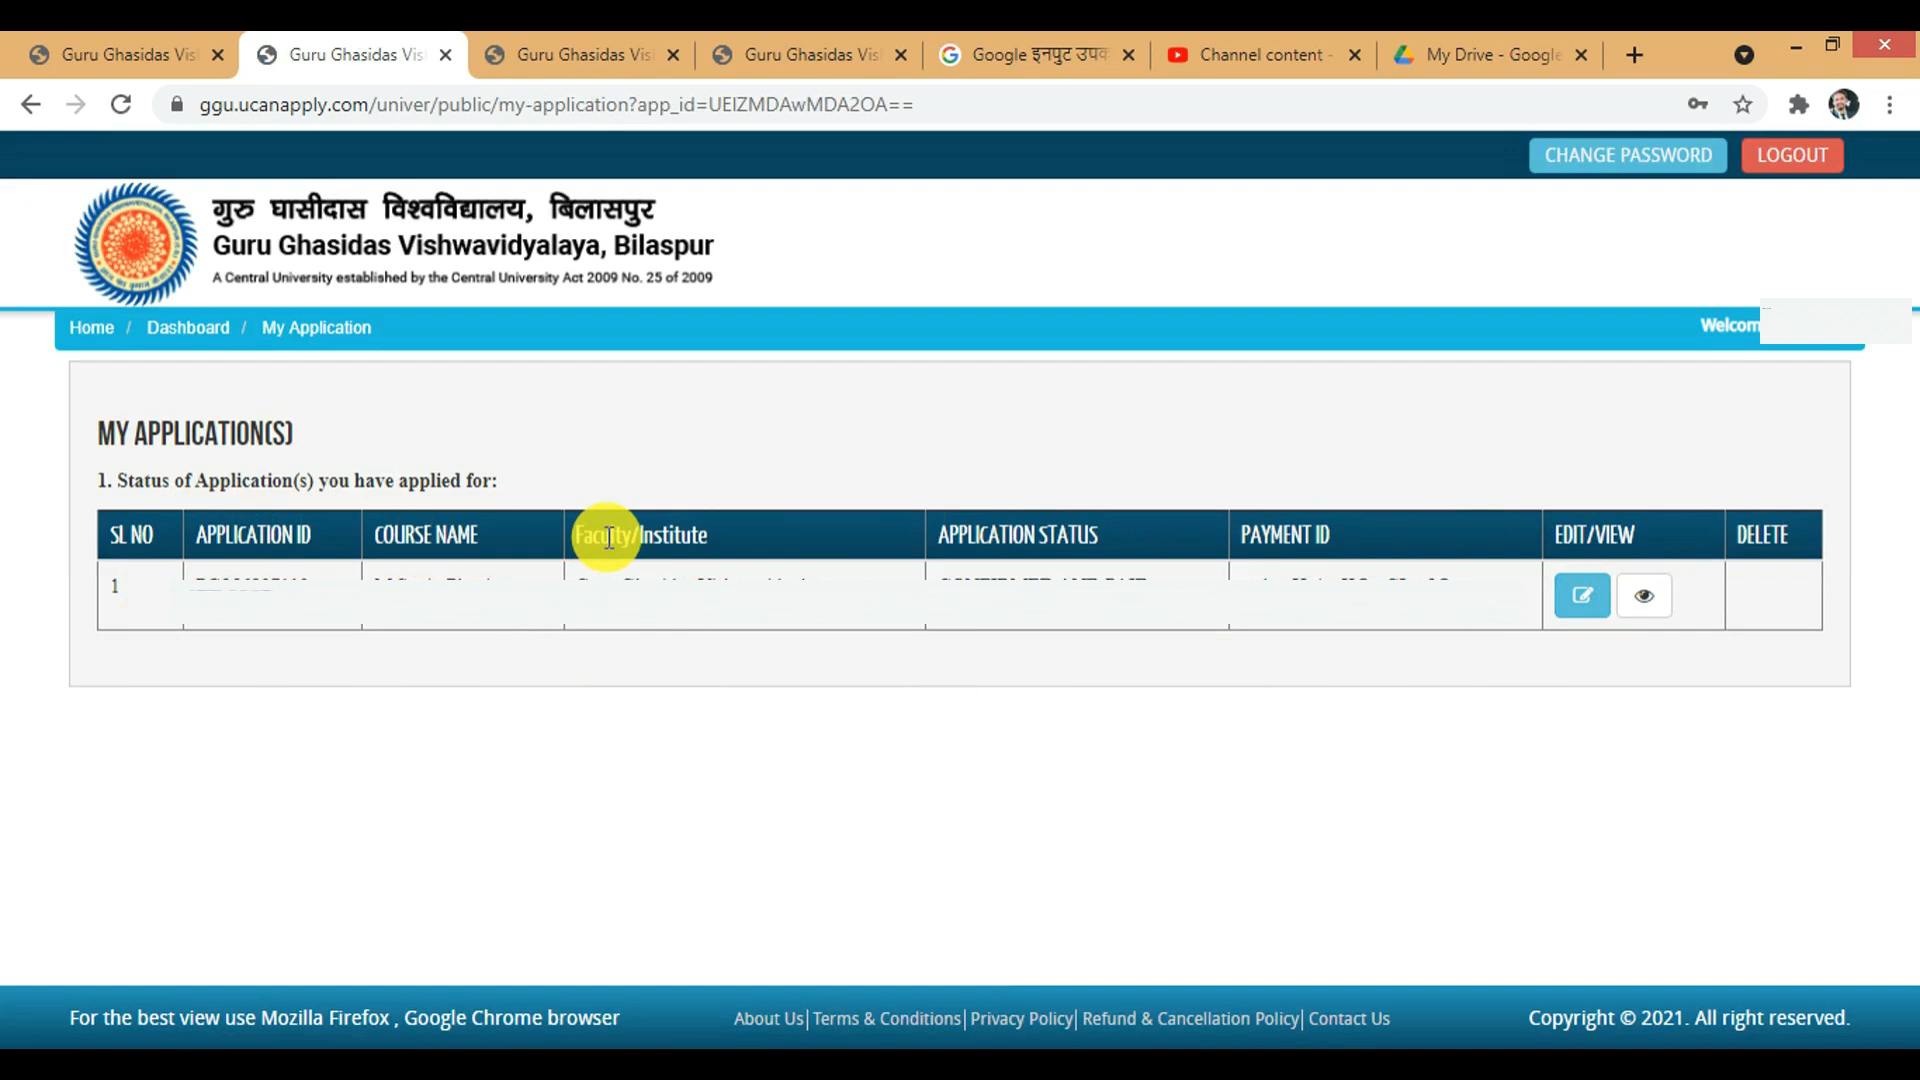 Guru Ghasidas Vis
Guru Ghasidas Vis
Guru Ghasidas Vis
Guru Ghasidas Vis
Google इनपुट उपक
Channel content -
My Drive - Google
ggu.ucanapply.com/univer/public/my-application?app_id=UEIZMDAwMDA2OA==
CHANGE PASSWORD
LOGOUT
गुरु घासीदास विश्वविद्यालय, बिलासपुर
Guru Ghasidas Vishwavidyalaya, Bilaspur
A Central University established by the Central University Act 2009 No. 25 of 2009
Home / Dashboard / My Application
Welcom
MY APPLICATION(S)
1. Status of Application(s) you have applied for:
SL NO APPLICATION ID COURSE NAME Faculty/Institute APPLICATION STATUS PAYMENT ID EDIT/VIEW DELETE
1
For the best view use Mozilla Firefox , Google Chrome browser
About Us| Terms & Conditions| Privacy Policy| Refund & Cancellation Policy| Contact Us
Copyright © 2021. All right reserved.